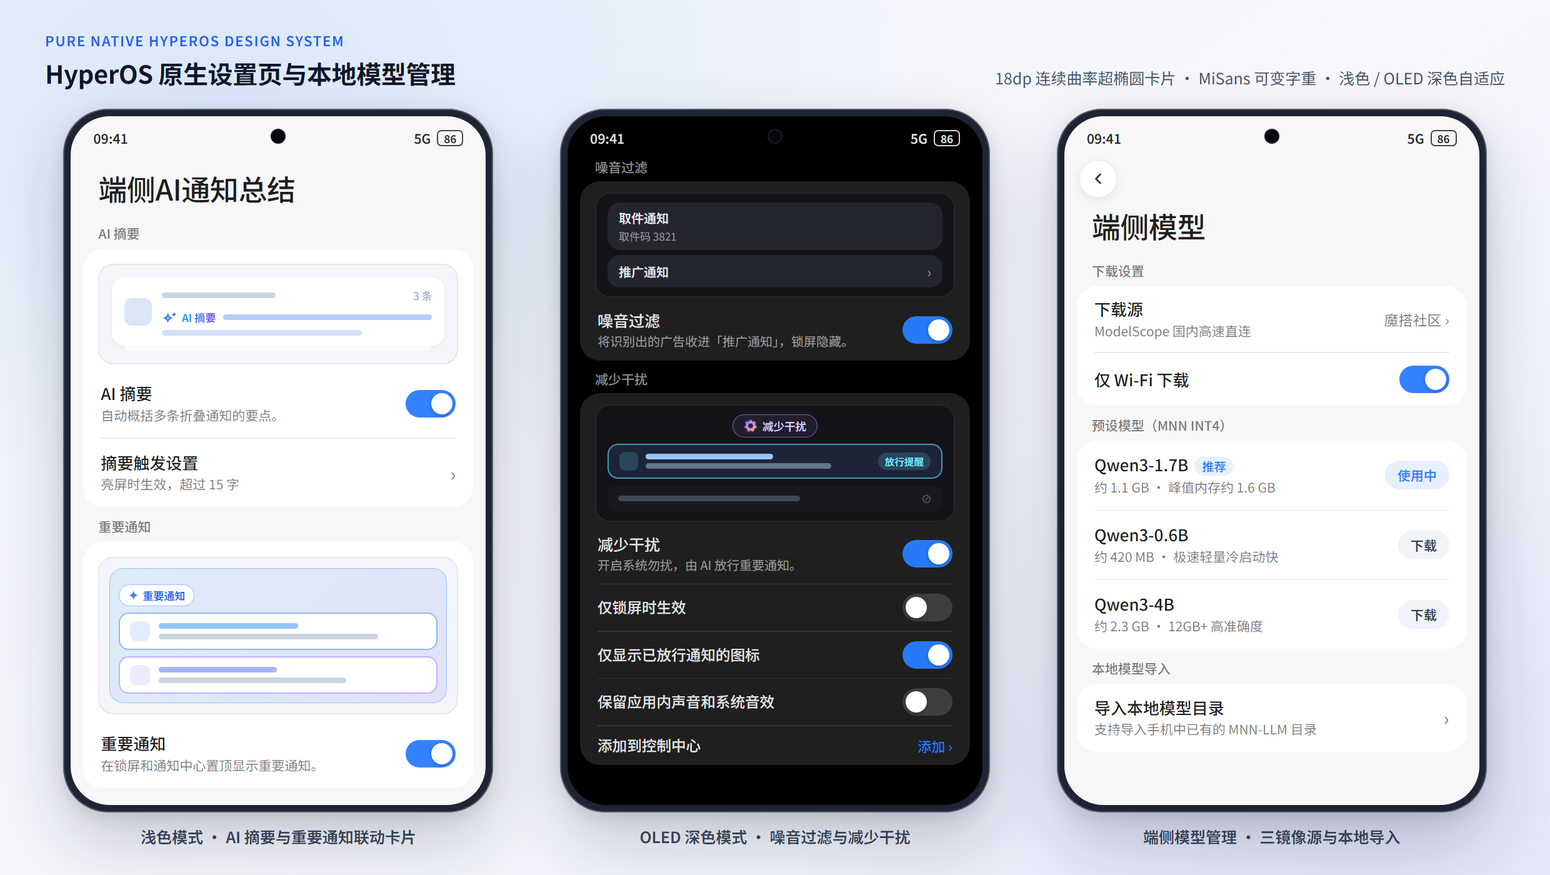 PURE NATIVE HYPEROS DESIGN SYSTEM
HyperOS 原生设置页与本地模型管理
18dp 连续曲率超椭圆卡片 • MiSans 可变字重 • 浅色 / OLED 深色自适应
09:41
5G 86
端侧AI通知总结
AI 摘要
3 条
AI 摘要
AI 摘要
自动概括多条折叠通知的要点。
摘要触发设置
亮屏时生效，超过 15 字
›
重要通知
重要通知
重要通知
在锁屏和通知中心置顶显示重要通知。
浅色模式 • AI 摘要与重要通知联动卡片
09:41
5G 86
噪音过滤
取件通知
取件码 3821
推广通知 ›
噪音过滤
将识别出的广告收进「推广通知」，锁屏隐藏。
减少干扰
减少干扰
放行提醒
减少干扰
开启系统勿扰，由 AI 放行重要通知。
仅锁屏时生效
仅显示已放行通知的图标
保留应用内声音和系统音效
添加到控制中心
添加 ›
OLED 深色模式 • 噪音过滤与减少干扰
09:41
5G 86
端侧模型
下载设置
下载源
ModelScope 国内高速直连
魔搭社区 ›
仅 Wi-Fi 下载
预设模型（MNN INT4）
Qwen3-1.7B 推荐
约 1.1 GB • 峰值内存约 1.6 GB
使用中
Qwen3-0.6B
约 420 MB • 极速轻量冷启动快
下载
Qwen3-4B
约 2.3 GB • 12GB+ 高准确度
下载
本地模型导入
导入本地模型目录
支持导入手机中已有的 MNN-LLM 目录
›
端侧模型管理 • 三镜像源与本地导入